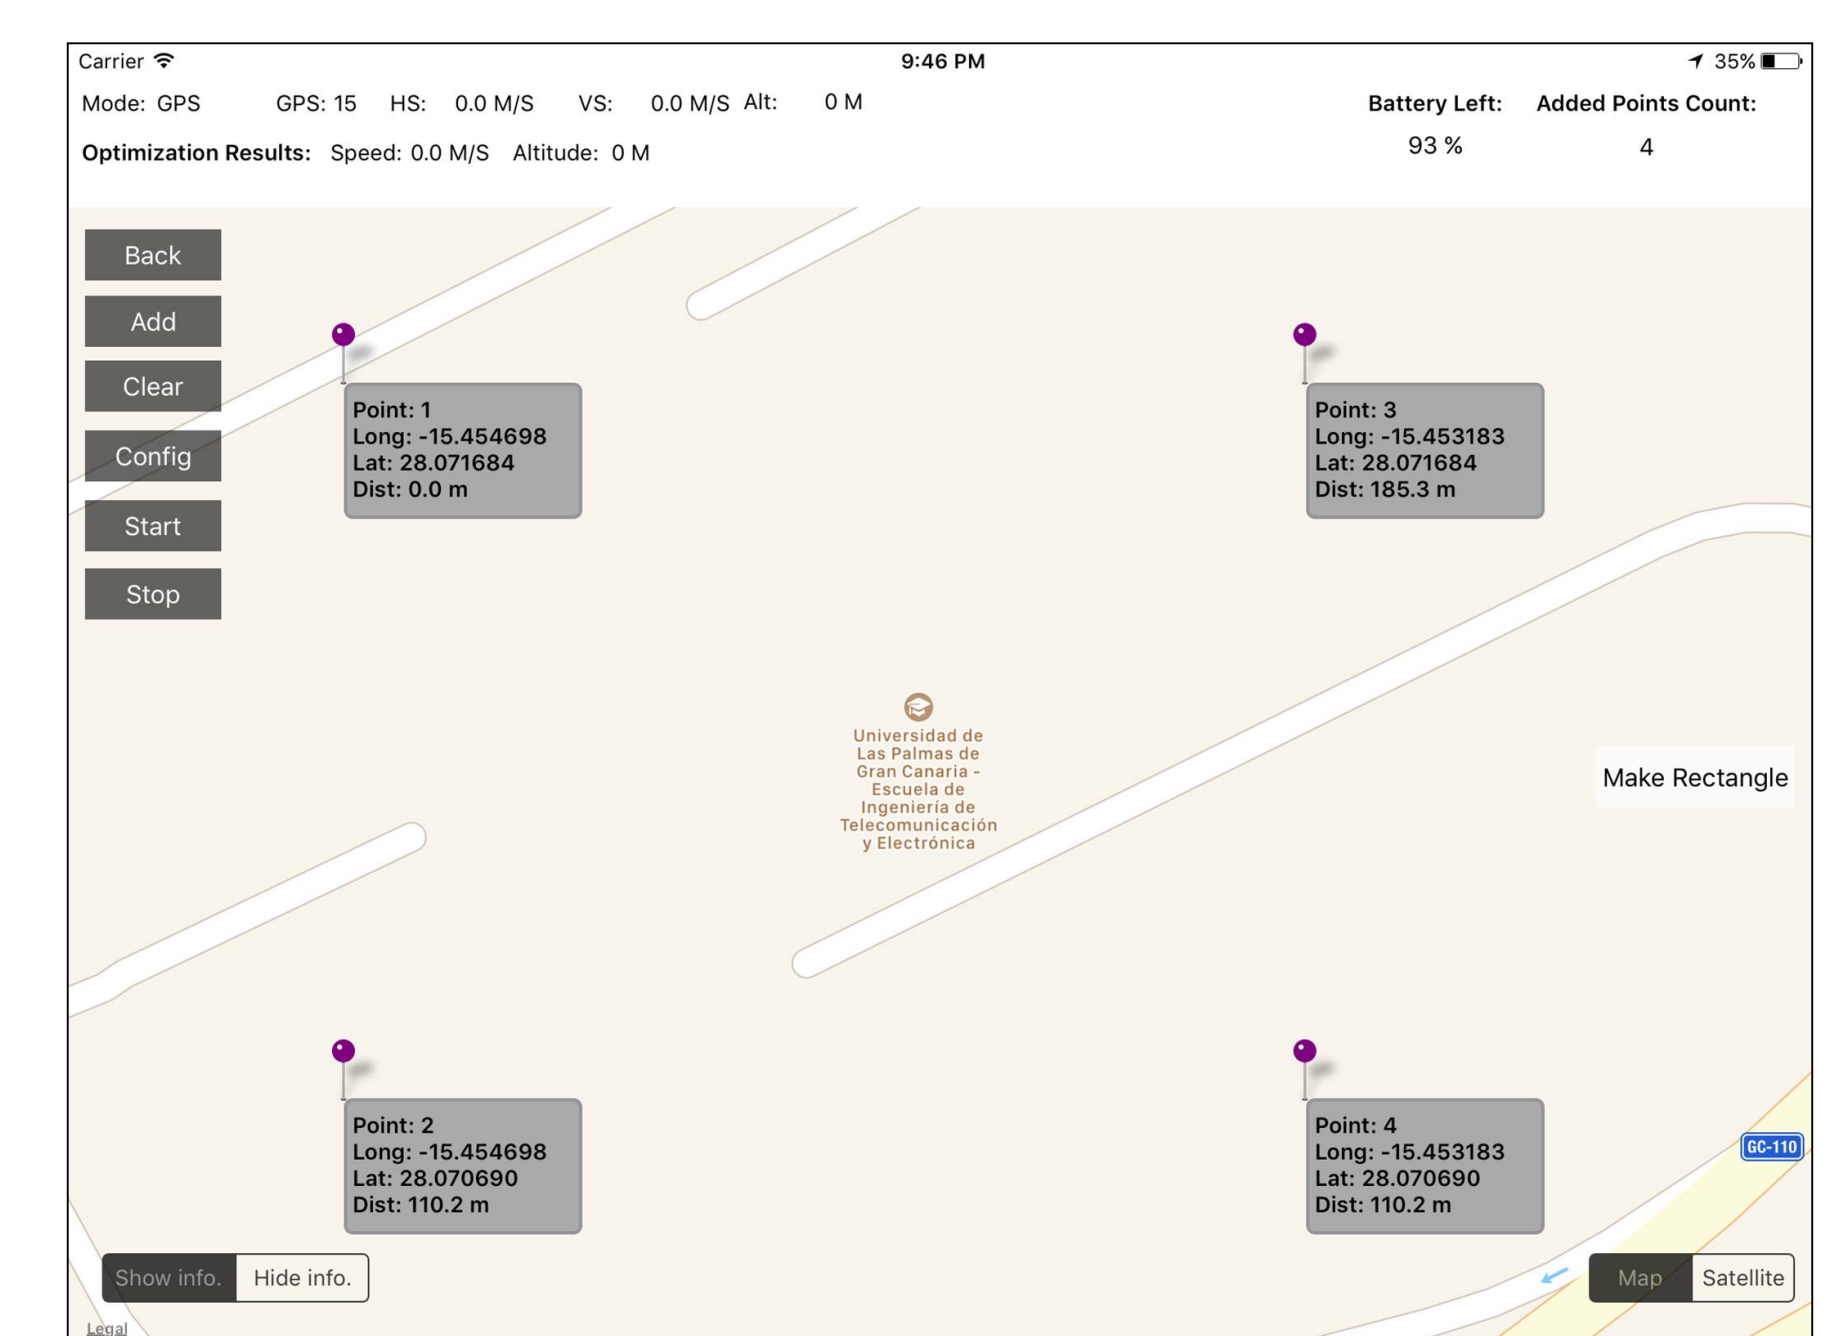 Carrier 9:46 PM 35%
Mode: GPS GPS: 15 HS: 0.0 M/S VS: 0.0 M/S Alt: 0 M Battery Left: Added Points Count:
Optimization Results: Speed: 0.0 M/S Altitude: 0 M 93 % 4
Back
Add
Clear
Config
Start
Stop
Point: 1
Long: -15.454698
Lat: 28.071684
Dist: 0.0 m
Point: 3
Long: -15.453183
Lat: 28.071684
Dist: 185.3 m
Universidad de
Las Palmas de
Gran Canaria -
Escuela de
Ingeniería de
Telecomunicación
y Electrónica
Make Rectangle
Point: 2
Long: -15.454698
Lat: 28.070690
Dist: 110.2 m
Point: 4
Long: -15.453183
Lat: 28.070690
Dist: 110.2 m
GC-110
Show info. Hide info.
Map Satellite
Legal